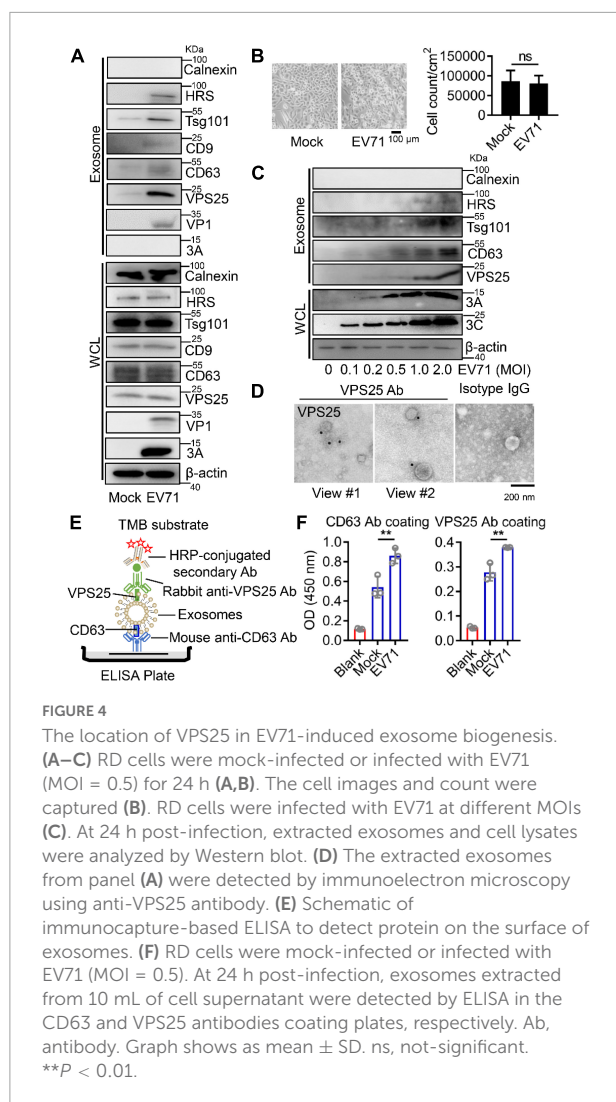 A
KDa
100
Calnexin
100
HRS
55
Tsg101
25
CD9
55
CD63
25
VPS25
35
VP1
15
3A
Exosome
100
Calnexin
100
HRS
55
Tsg101
25
CD9
55
CD63
25
VPS25
35
VP1
15
3A
β-actin
40
WCL
Mock EV71
B
Mock
EV71
100 µm
Cell count/cm²
150000
100000
50000
0
ns
Mock
EV71
C
KDa
100
Calnexin
100
HRS
55
Tsg101
55
CD63
25
VPS25
Exosome
15
3A
3C
β-actin
40
WCL
0 0.1 0.2 0.5 1.0 2.0 EV71 (MOI)
D
VPS25 Ab
Isotype IgG
VPS25
View #1
View #2
200 nm
E
TMB substrate
HRP-conjugated
secondary Ab
Rabbit anti-VPS25 Ab
VPS25
Exosomes
CD63
Mouse anti-CD63 Ab
ELISA Plate
F
CD63 Ab coating
OD (450 nm)
1.0
0.8
0.6
0.4
0.2
0.0
**
Blank
Mock
EV71
VPS25 Ab coating
0.4
0.3
0.2
0.1
0.0
**
Blank
Mock
EV71
FIGURE 4
The location of VPS25 in EV71-induced exosome biogenesis.
(A–C) RD cells were mock-infected or infected with EV71
(MOI = 0.5) for 24 h (A,B). The cell images and count were
captured (B). RD cells were infected with EV71 at different MOIs
(C). At 24 h post-infection, extracted exosomes and cell lysates
were analyzed by Western blot. (D) The extracted exosomes
from panel (A) were detected by immunoelectron microscopy
using anti-VPS25 antibody. (E) Schematic of
immunocapture-based ELISA to detect protein on the surface of
exosomes. (F) RD cells were mock-infected or infected with
EV71 (MOI = 0.5). At 24 h post-infection, exosomes extracted
from 10 mL of cell supernatant were detected by ELISA in the
CD63 and VPS25 antibodies coating plates, respectively. Ab,
antibody. Graph shows as mean ± SD. ns, not-significant.
**P < 0.01.